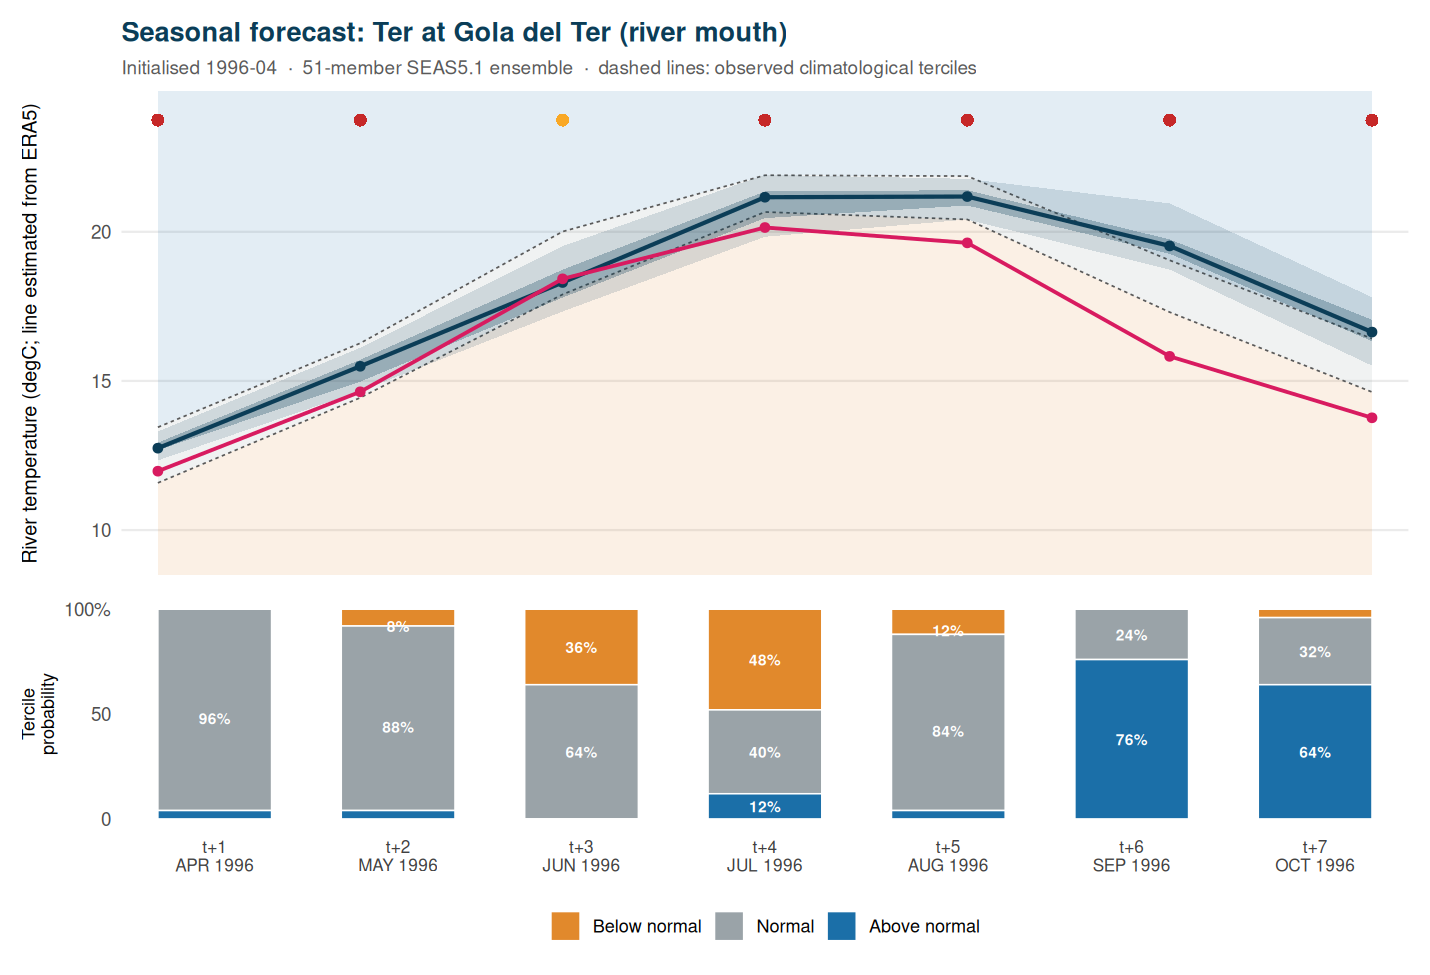 Seasonal forecast: Ter at Gola del Ter (river mouth)
Initialised 1996-04 · 51-member SEAS5.1 ensemble · dashed lines: observed climatological terciles
River temperature (degC; line estimated from ERA5)
20
15
10
Tercile
probability
100%
50
0
96%
8%
88%
36%
64%
48%
40%
12%
12%
84%
24%
76%
32%
64%
t+1
APR 1996
t+2
MAY 1996
t+3
JUN 1996
t+4
JUL 1996
t+5
AUG 1996
t+6
SEP 1996
t+7
OCT 1996
Below normal
Normal
Above normal